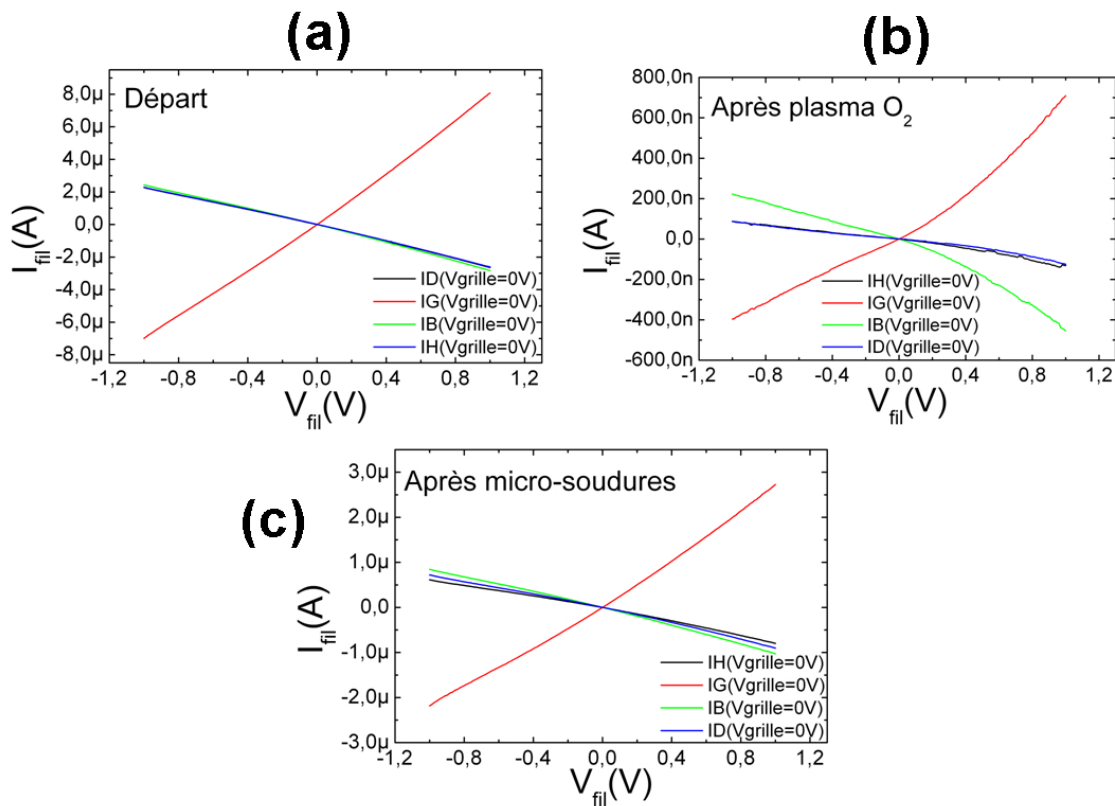 (a)
Départ
8,0µ
6,0µ
4,0µ
2,0µ
0,0
-2,0µ
-4,0µ
-6,0µ
-8,0µ
I_fil(A)
ID(Vgrille=0V)
IG(Vgrille=0V)
IB(Vgrille=0V)
IH(Vgrille=0V)
-1,2 -0,8 -0,4 0,0 0,4 0,8 1,2
V_fil(V)
(b)
Après plasma O₂
800,0n
600,0n
400,0n
200,0n
0,0
-200,0n
-400,0n
-600,0n
I_fil(A)
IH(Vgrille=0V)
IG(Vgrille=0V)
IB(Vgrille=0V)
ID(Vgrille=0V)
-1,2 -0,8 -0,4 0,0 0,4 0,8 1,2
V_fil(V)
(c)
Après micro-soudures
3,0µ
2,0µ
1,0µ
0,0
-1,0µ
-2,0µ
-3,0µ
I_fil(A)
IH(Vgrille=0V)
IG(Vgrille=0V)
IB(Vgrille=0V)
ID(Vgrille=0V)
-1,2 -0,8 -0,4 0,0 0,4 0,8 1,2
V_fil(V)